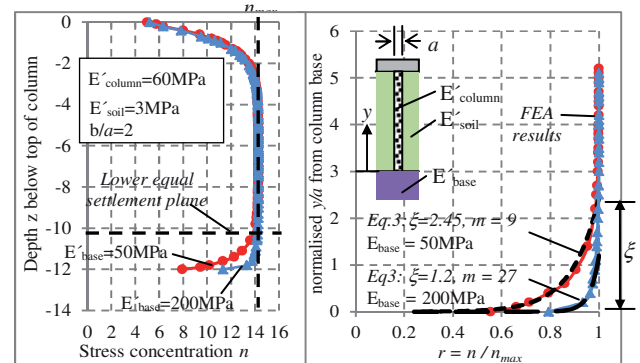 n_max
0
-2
-4
-6
-8
-10
-12
-14
0 2 4 6 8 10 12 14 16
Depth z below top of column
Stress concentration n
E´column=60MPa
E´soil=3MPa
b/a=2
Lower equal
settlement plane
E´base=50MPa
E´base=200MPa
6
5
4
3
2
1
0
0 0.2 0.4 0.6 0.8 1
normalised y/a from column base
r = n / n_max
a
y
E´column
E´soil
E´base
FEA
results
Eq.3: ξ=2.45, m = 9
E_base = 50MPa
Eq3: ξ=1.2, m = 27
E_base = 200MPa
ξ